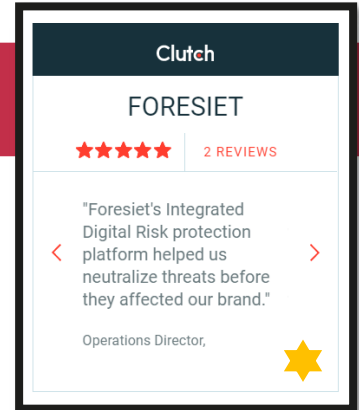 Clutch
FORESIET
2 REVIEWS
"Foresiet's Integrated
Digital Risk protection
platform helped us
neutralize threats before
they affected our brand."
Operations Director,